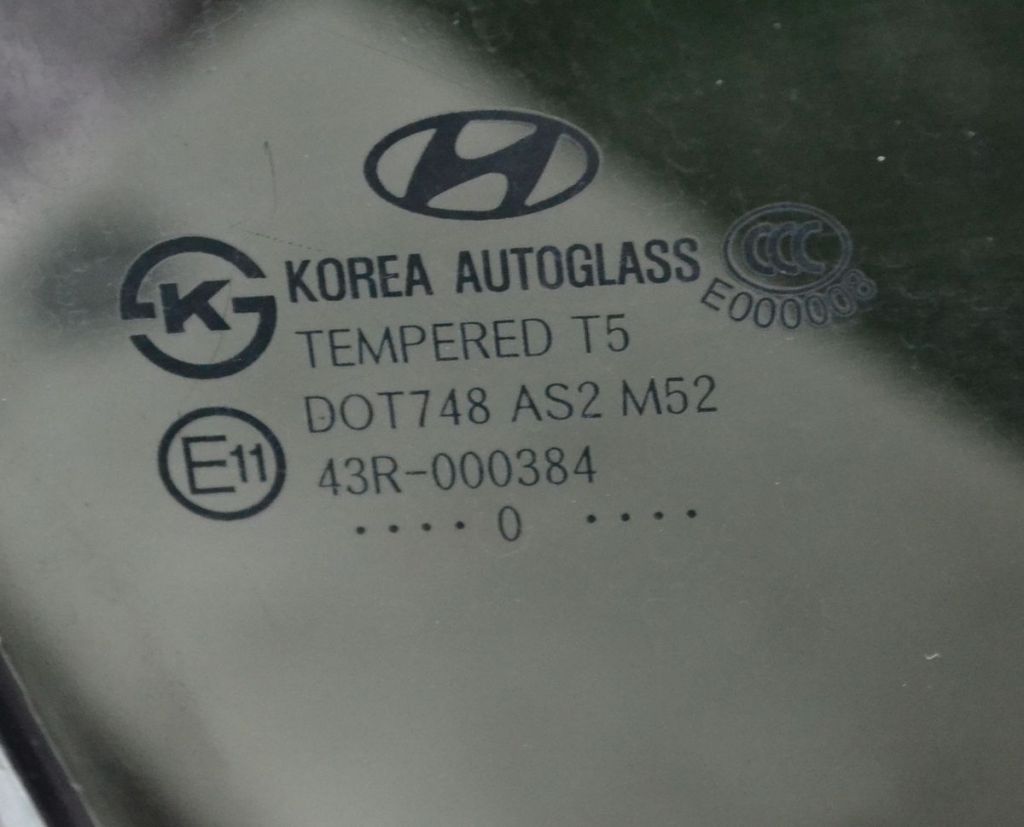 KOREA AUTOGLASS
CCC
E000008
K
TEMPERED T5
DOT748 AS2 M52
E11
43R-000384
. . . . 0 . . . .